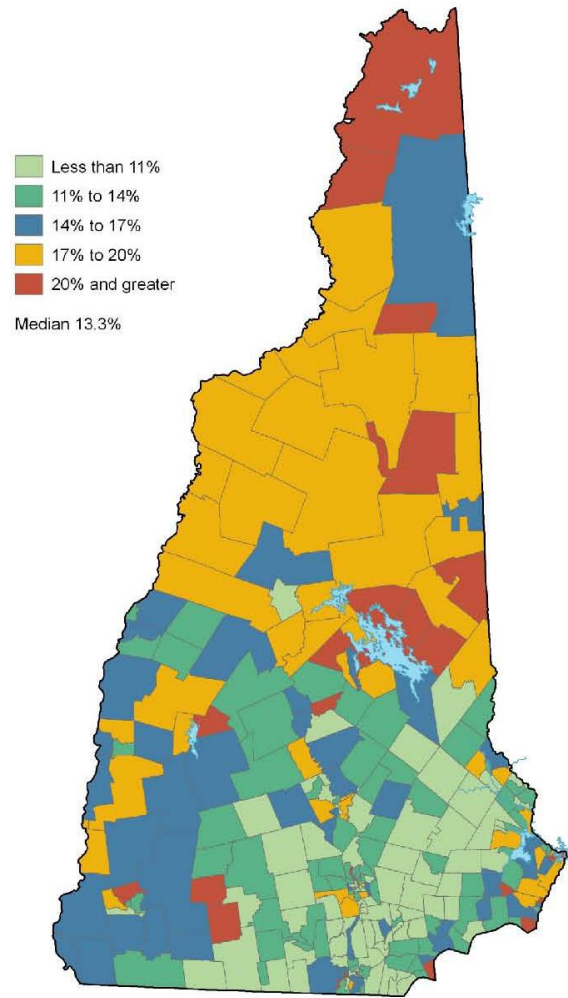 Less than 11%
11% to 14%
14% to 17%
17% to 20%
20% and greater
Median 13.3%